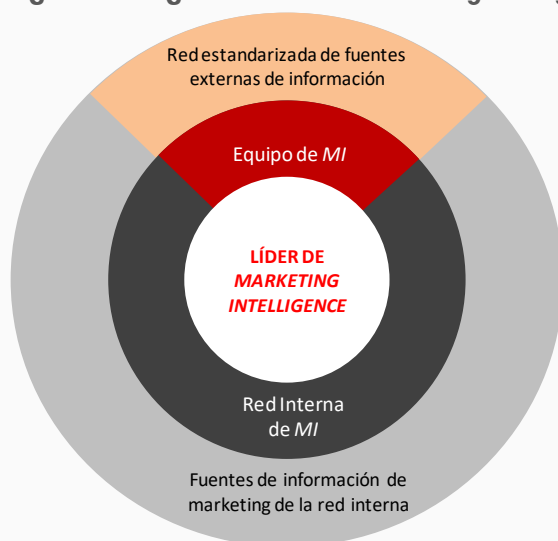 Red estandarizada de fuentes
externas de información
Equipo de MI
LÍDER DE
MARKETING
INTELLIGENCE
Red Interna
de MI
Fuentes de información de
marketing de la red interna